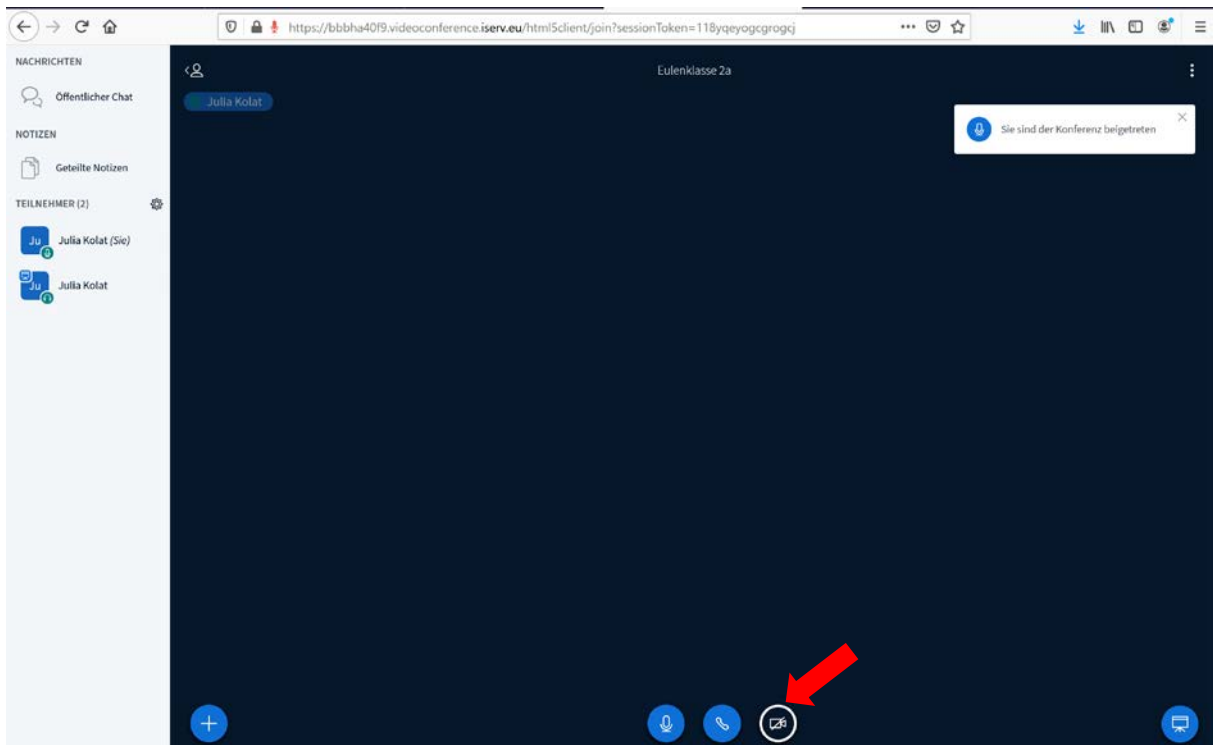 https://bbbha40f9.videoconference.iserv.eu/html5client/join?sessionToken=118yqeyogcgrogcj
NACHRICHTEN
Öffentlicher Chat
NOTIZEN
Geteilte Notizen
TEILNEHMER (2)
Ju Julia Kolat (Sie)
Ju Julia Kolat
Eulenklasse 2a
Julia Kolat
Sie sind der Konferenz beigetreten